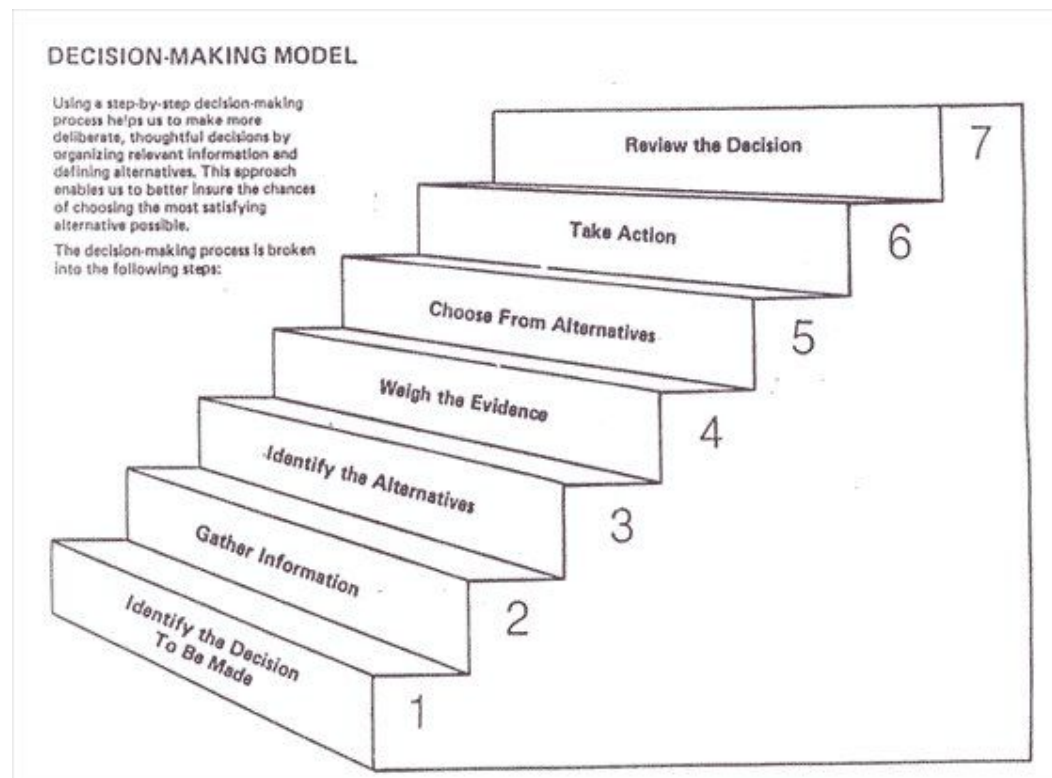 DECISION-MAKING MODEL
Using a step-by-step decision-making
process helps us to make more
deliberate, thoughtful decisions by
organizing relevant information and
defining alternatives. This approach
enables us to better insure the chances
of choosing the most satisfying
alternative possible.
The decision-making process is broken
into the following steps:
Review the Decision
7
Take Action
6
Choose From Alternatives
5
Weigh the Evidence
4
Identify the Alternatives
3
Gather Information
2
Identify the Decision
To Be Made
1